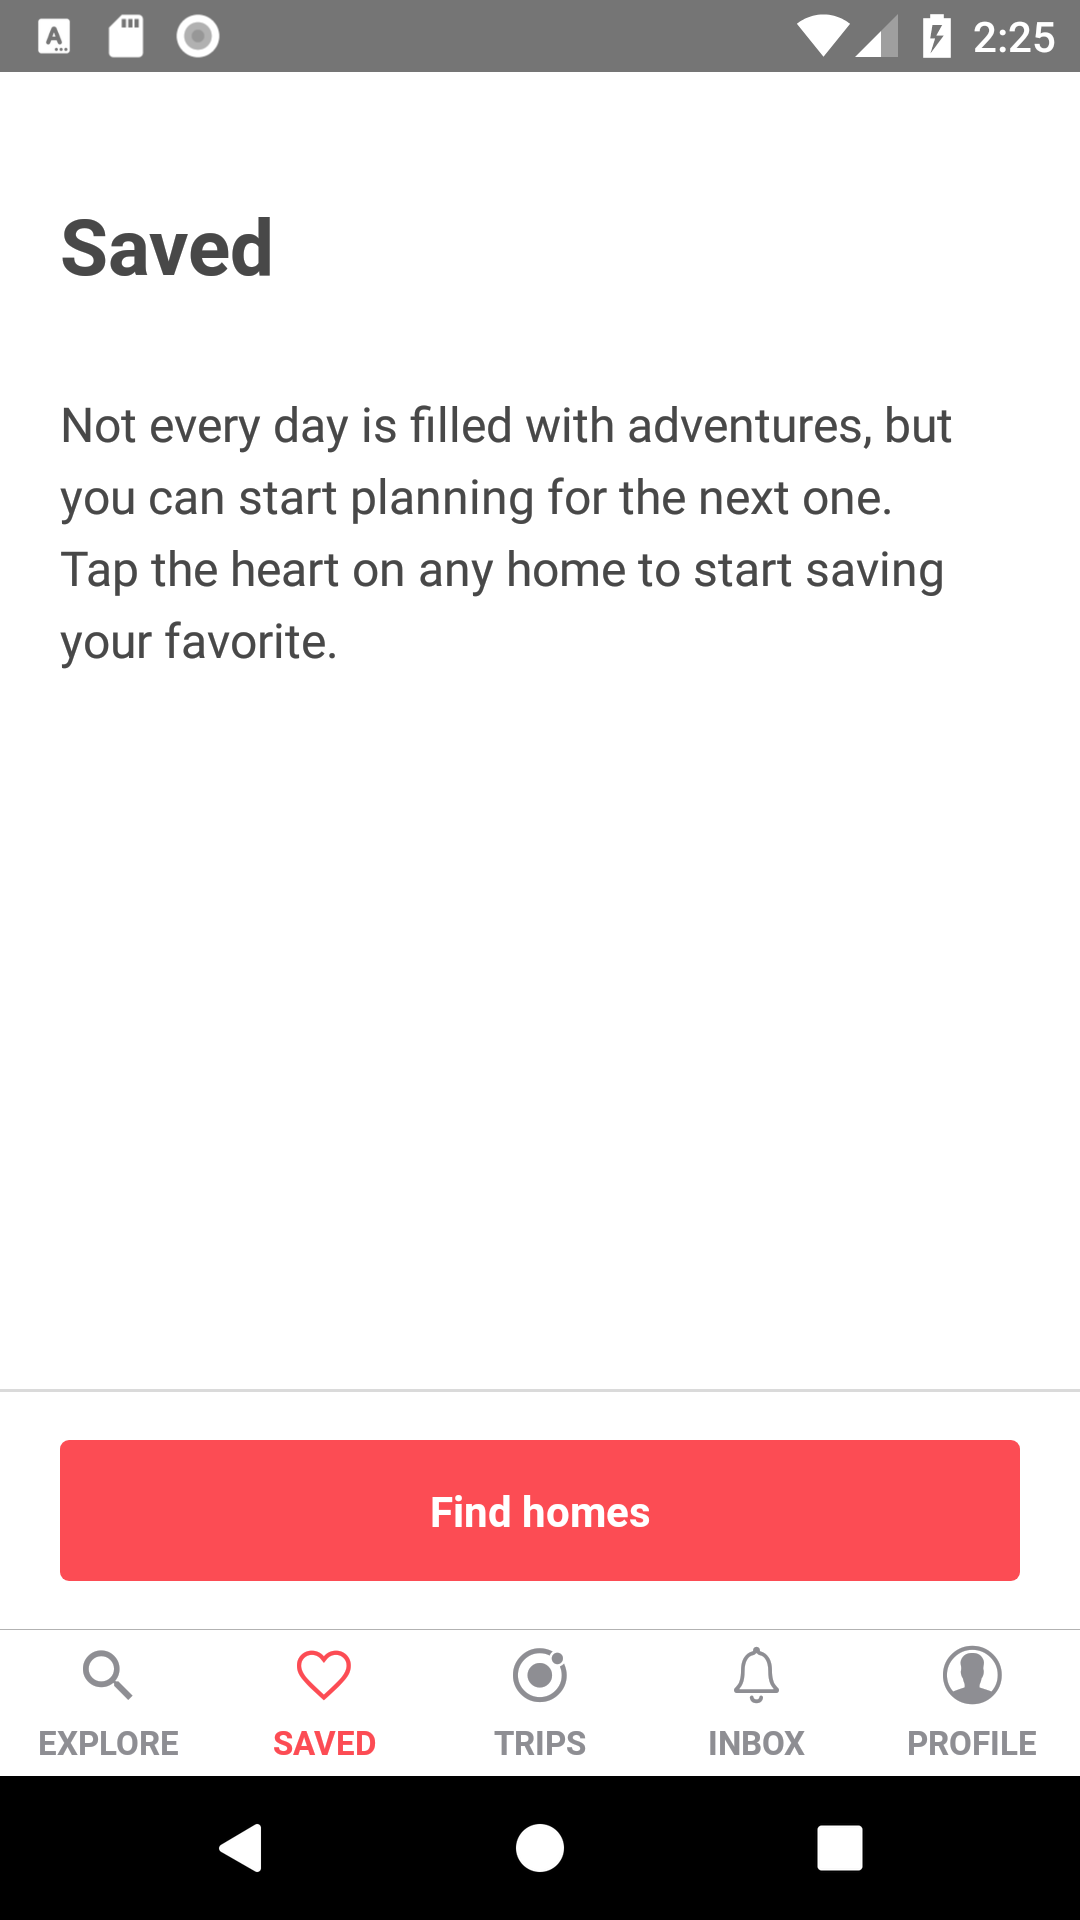 2:25
Saved
Not every day is filled with adventures, but
you can start planning for the next one.
Tap the heart on any home to start saving
your favorite.
Find homes
EXPLORE SAVED TRIPS INBOX PROFILE